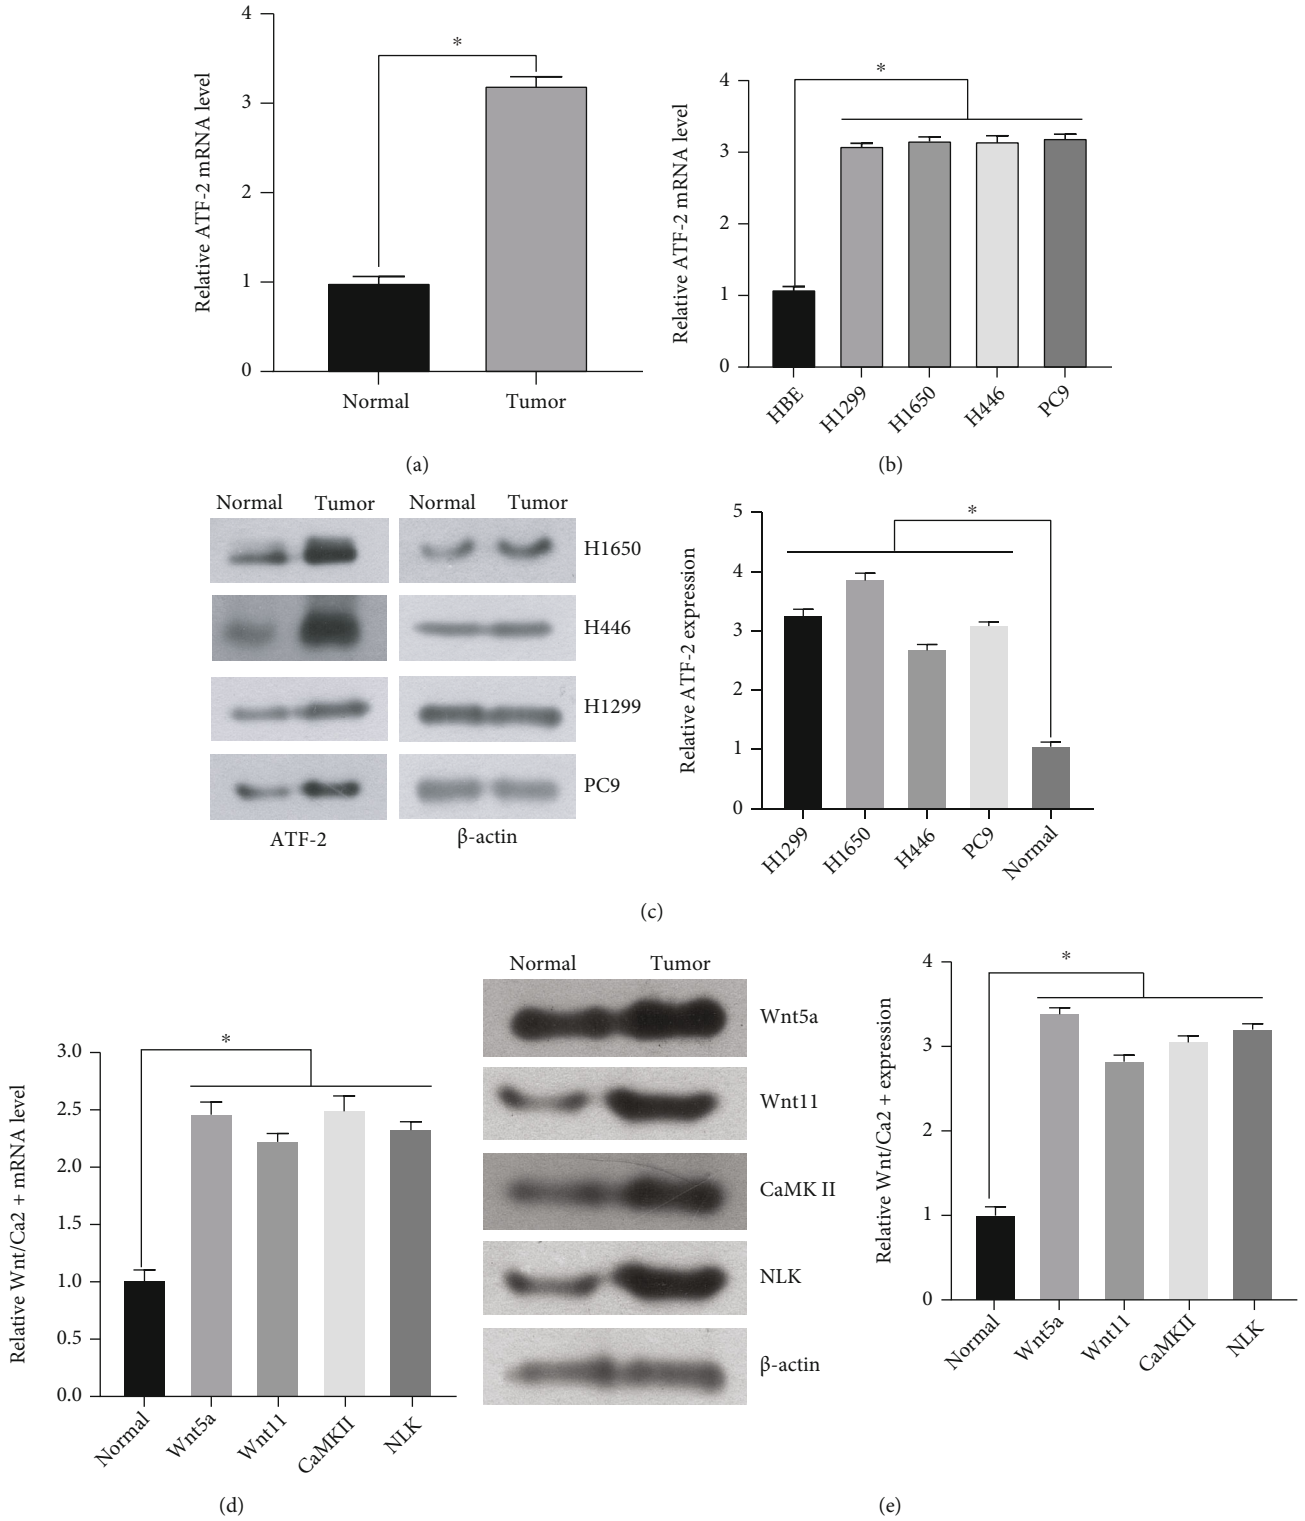 Relative ATF-2 mRNA level
4
3
2
1
0
*
Normal
Tumor
(a)
Relative ATF-2 mRNA level
4
3
2
1
0
*
HBE
H1299
H1650
H446
PC9
(b)
Normal
Tumor
Normal
Tumor
H1650
H446
H1299
PC9
ATF-2
β-actin
Relative ATF-2 expression
5
4
3
2
1
0
*
H1299
H1650
H446
PC9
Normal
(c)
Relative Wnt/Ca2 + mRNA level
3.0
2.5
2.0
1.5
1.0
0.5
0.0
*
Normal
Wnt5a
Wnt11
CaMKII
NLK
(d)
Normal
Tumor
Wnt5a
Wnt11
CaMK II
NLK
β-actin
Relative Wnt/Ca2 + expression
4
3
2
1
0
*
Normal
Wnt5a
Wnt11
CaMKII
NLK
(e)